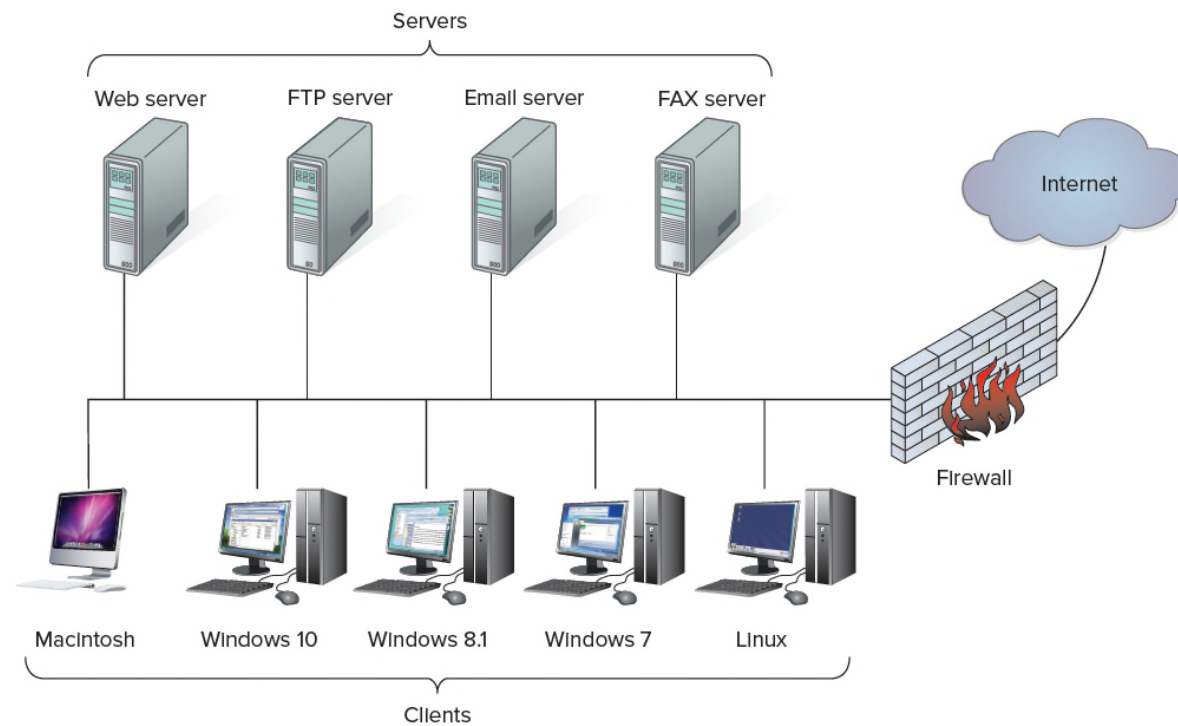 Servers
Web server
FTP server
Email server
FAX server
Internet
Firewall
Macintosh
Windows 10
Windows 8.1
Windows 7
Linux
Clients